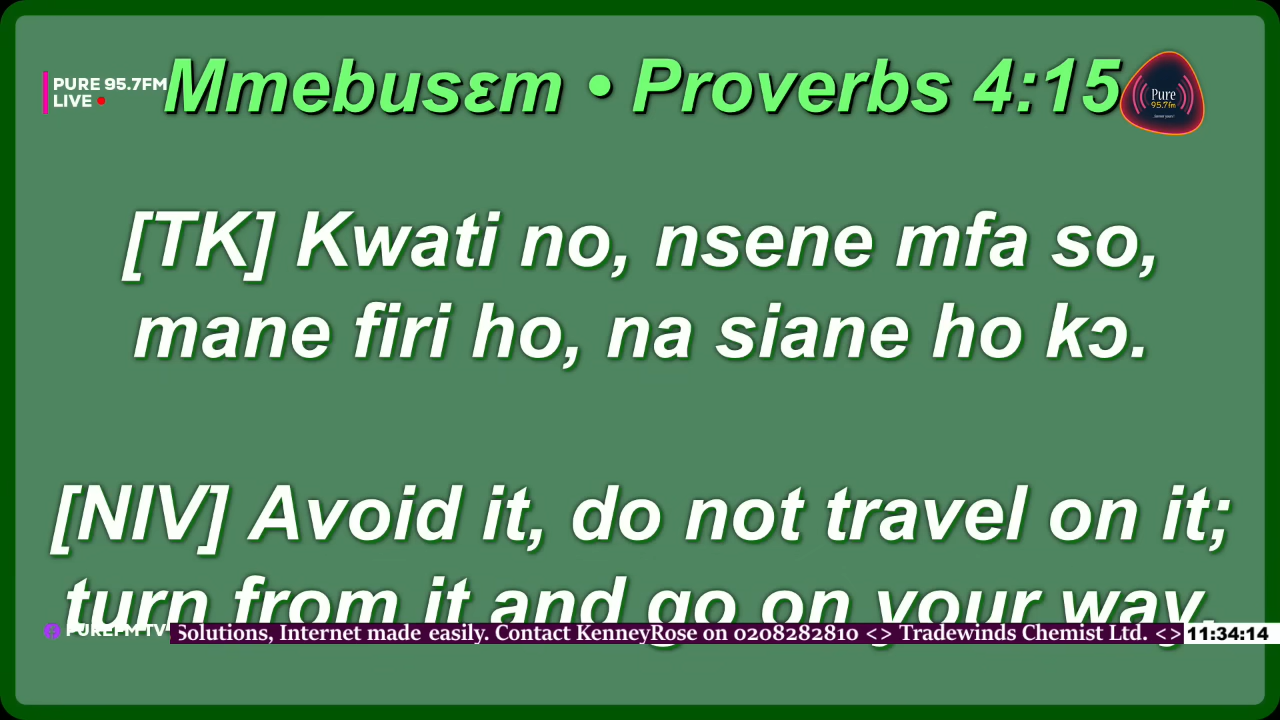 PURE 95.7FM
LIVE
Mmebusɛm • Proverbs 4:15
Pure
95.7fm
[TK] Kwati no, nsene mfa so,
mane firi ho, na siane ho kɔ.
[NIV] Avoid it, do not travel on it;
turn from it and go on your way.
PUREFM TV
Solutions, Internet made easily. Contact KenneyRose on 0208282810 <> Tradewinds Chemist Ltd. <>
11:34:14